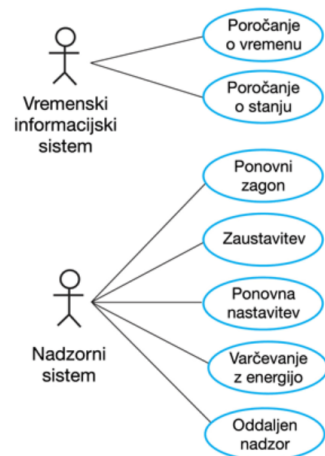 Poročanje
o vremenu
Vremenski
informacijski
sistem
Poročanje
o stanju
Ponovni
zagon
Zaustavitev
Ponovna
nastavitev
Nadzorni
sistem
Varčevanje
z energijo
Oddaljen
nadzor